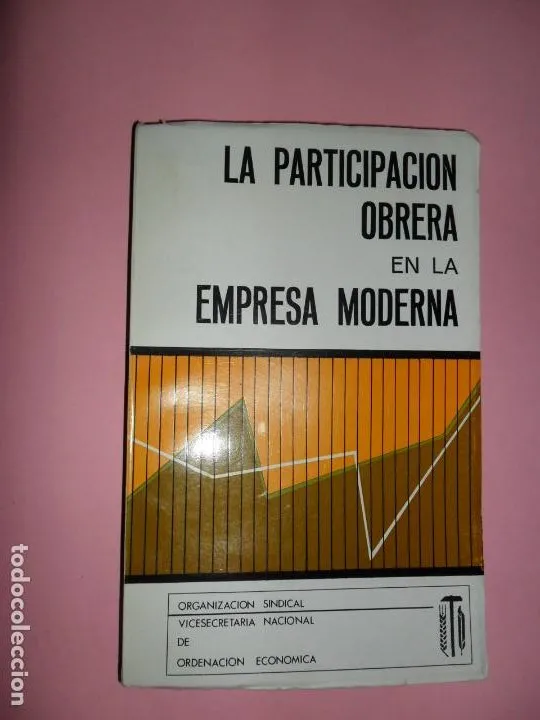 LA PARTICIPACION
OBRERA
EN LA
EMPRESA MODERNA
ORGANIZACION SINDICAL
VICESECRETARIA NACIONAL
DE
ORDENACION ECONOMICA
todocoleccion